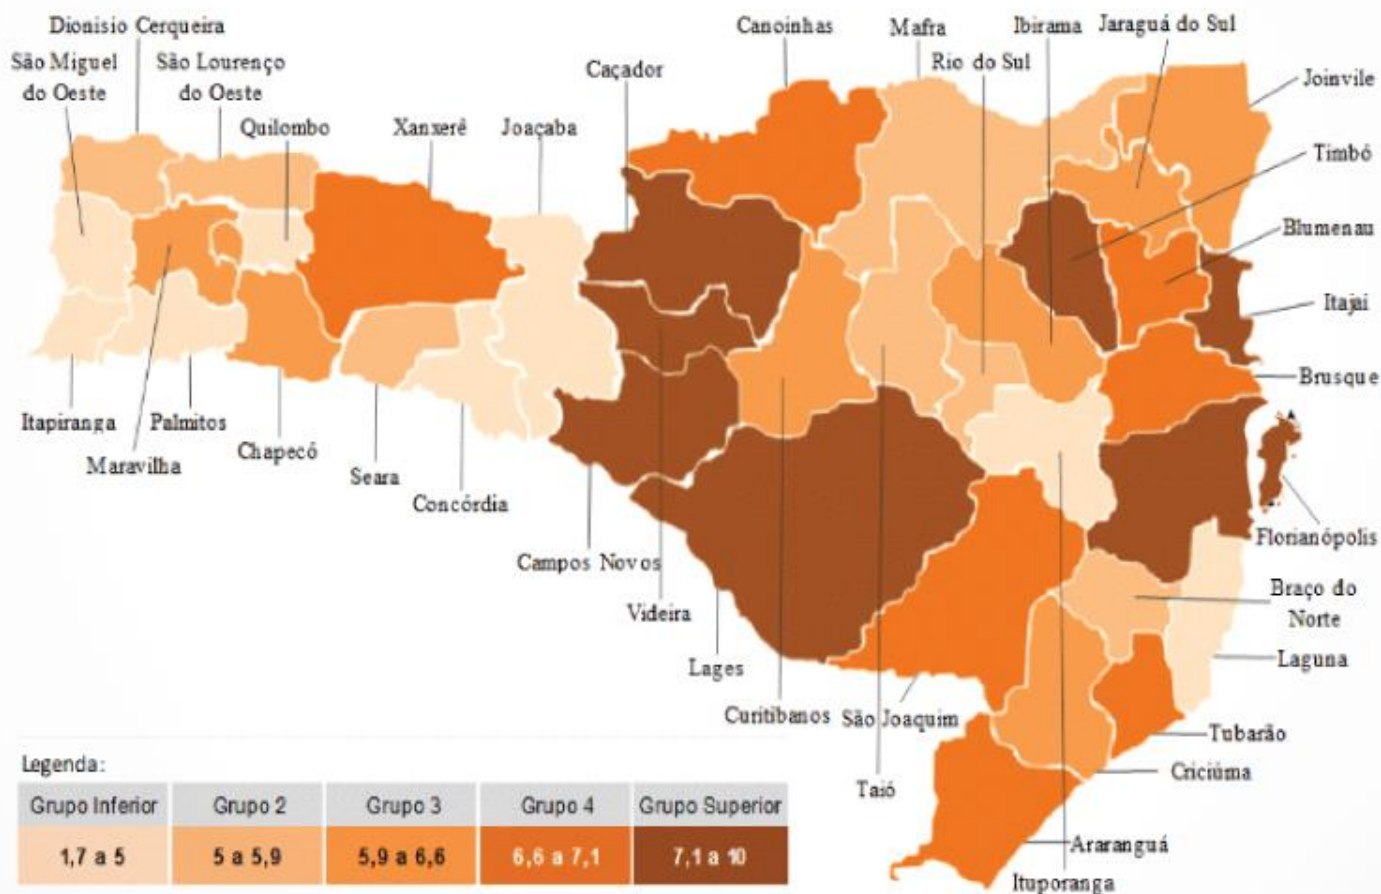 Dionisio Cerqueira
Canoinhas
Mafra
Ibirama
Jaraguá do Sul
São Miguel
do Oeste
São Lourenço
do Oeste
Caçador
Rio do Sul
Joinvile
Quilombo
Xanxerê
Joaçaba
Timbó
Blumenau
Itajai
Brusque
Itapiranga
Palmitos
Maravilha
Chapecó
Seara
Concórdia
Campos Novos
Videira
Lages
Curitibanos
São Joaquim
Taió
Florianópolis
Braço do
Norte
Laguna
Tubarão
Criciúma
Araranguá
Ituporanga
Legenda:
Grupo Inferior Grupo 2 Grupo 3 Grupo 4 Grupo Superior
1,7 a 5 5 a 5,9 5,9 a 6,6 6,6 a 7,1 7,1 a 10